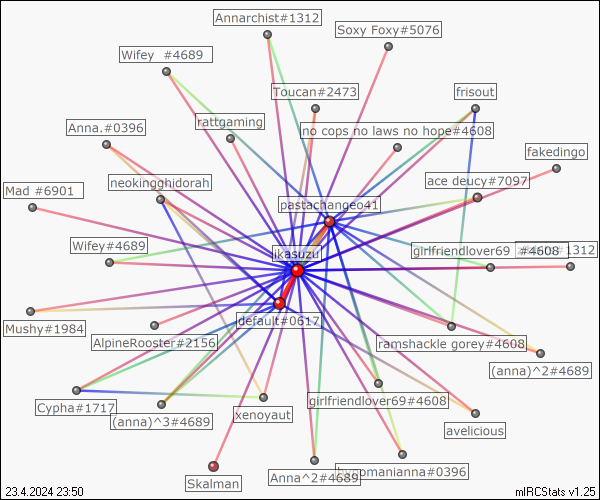 Annarchist#1312
Soxy Foxy#5076
Wifey #4689
Toucan#2473
frisout
rattgaming
Anna.#0396
no cops no laws no hope#4608
fakedingo
neokingghidorah
ace deucy#7097
Mad #6901
pastachangeo41
Wifey#4689
ikasuzu
girlfriendlover69 #4608
#1312
Mushy#1984
default#0617
AlpineRooster#2156
ramshackle gorey#4608
(anna)^2#4689
Cypha#1717
(anna)^3#4689
xenoyaut
girlfriendlover69#4608
avelicious
Skalman
Anna^2#4689
#0396
23.4.2024 23:50
mIRCStats v1.25